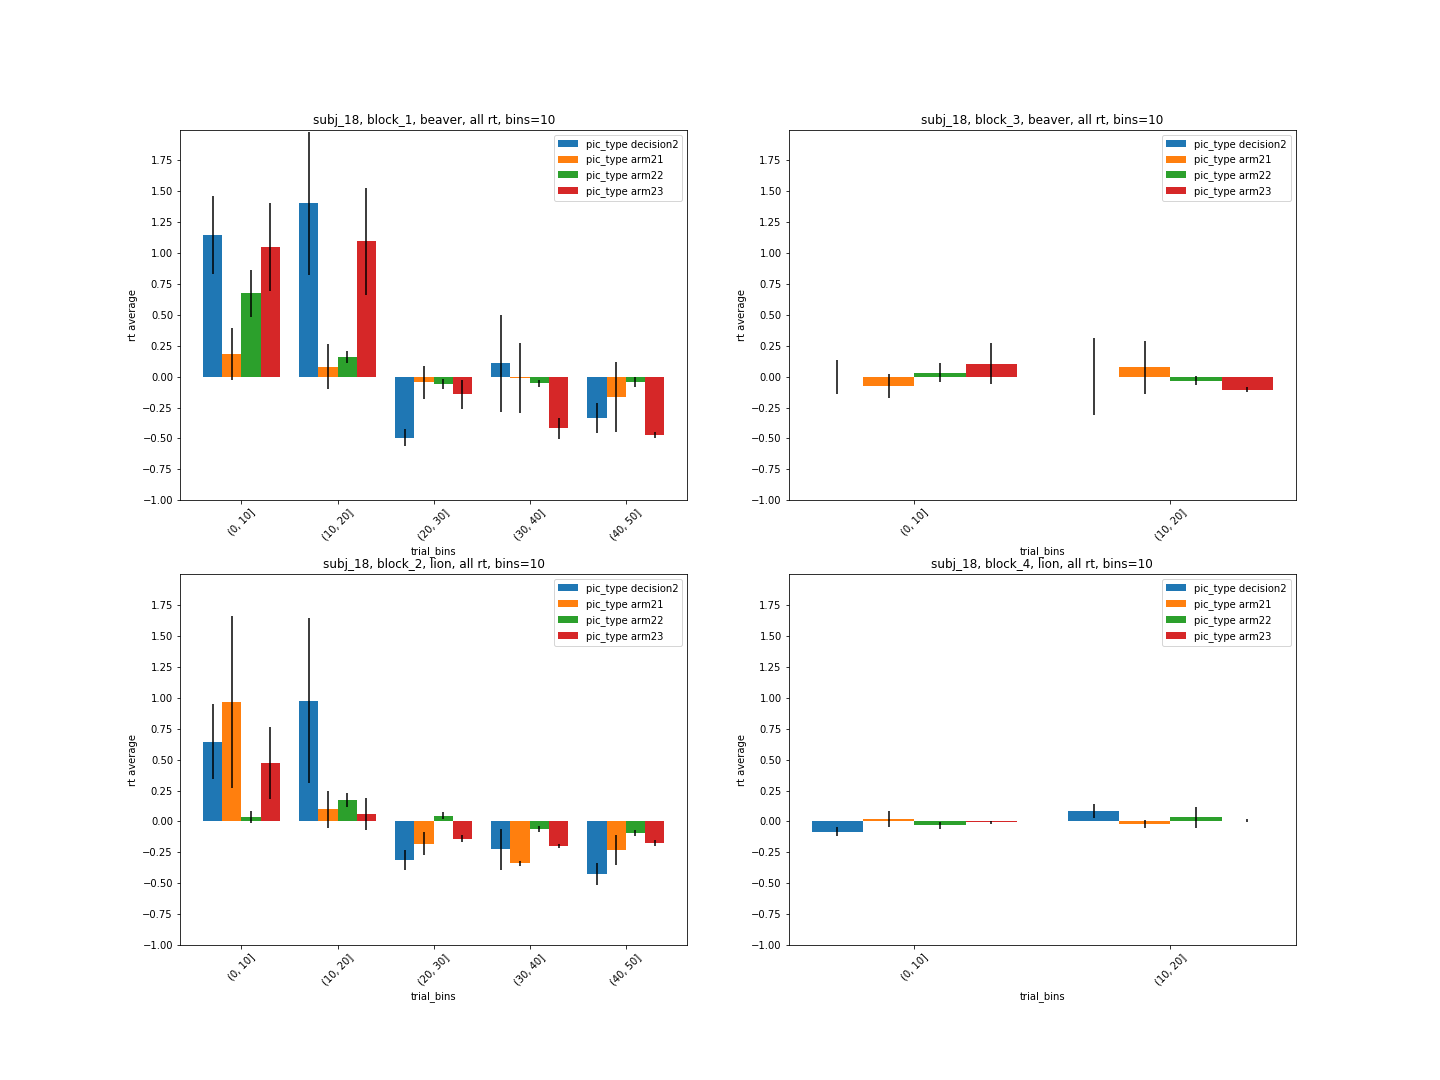 subj_18, block_1, beaver, all rt, bins=10
pic_type decision2
pic_type arm21
pic_type arm22
pic_type arm23
1.75
1.50
1.25
1.00
0.75
0.50
0.25
0.00
−0.25
−0.50
−0.75
−1.00
rt average
(0, 10]
(10, 20]
(20, 30]
(30, 40]
(40, 50]
trial_bins
subj_18, block_3, beaver, all rt, bins=10
pic_type decision2
pic_type arm21
pic_type arm22
pic_type arm23
1.75
1.50
1.25
1.00
0.75
0.50
0.25
0.00
−0.25
−0.50
−0.75
−1.00
rt average
(0, 10]
(10, 20]
trial_bins
subj_18, block_2, lion, all rt, bins=10
pic_type decision2
pic_type arm21
pic_type arm22
pic_type arm23
1.75
1.50
1.25
1.00
0.75
0.50
0.25
0.00
−0.25
−0.50
−0.75
−1.00
rt average
(0, 10]
(10, 20]
(20, 30]
(30, 40]
(40, 50]
trial_bins
subj_18, block_4, lion, all rt, bins=10
pic_type decision2
pic_type arm21
pic_type arm22
pic_type arm23
1.75
1.50
1.25
1.00
0.75
0.50
0.25
0.00
−0.25
−0.50
−0.75
−1.00
rt average
(0, 10]
(10, 20]
trial_bins